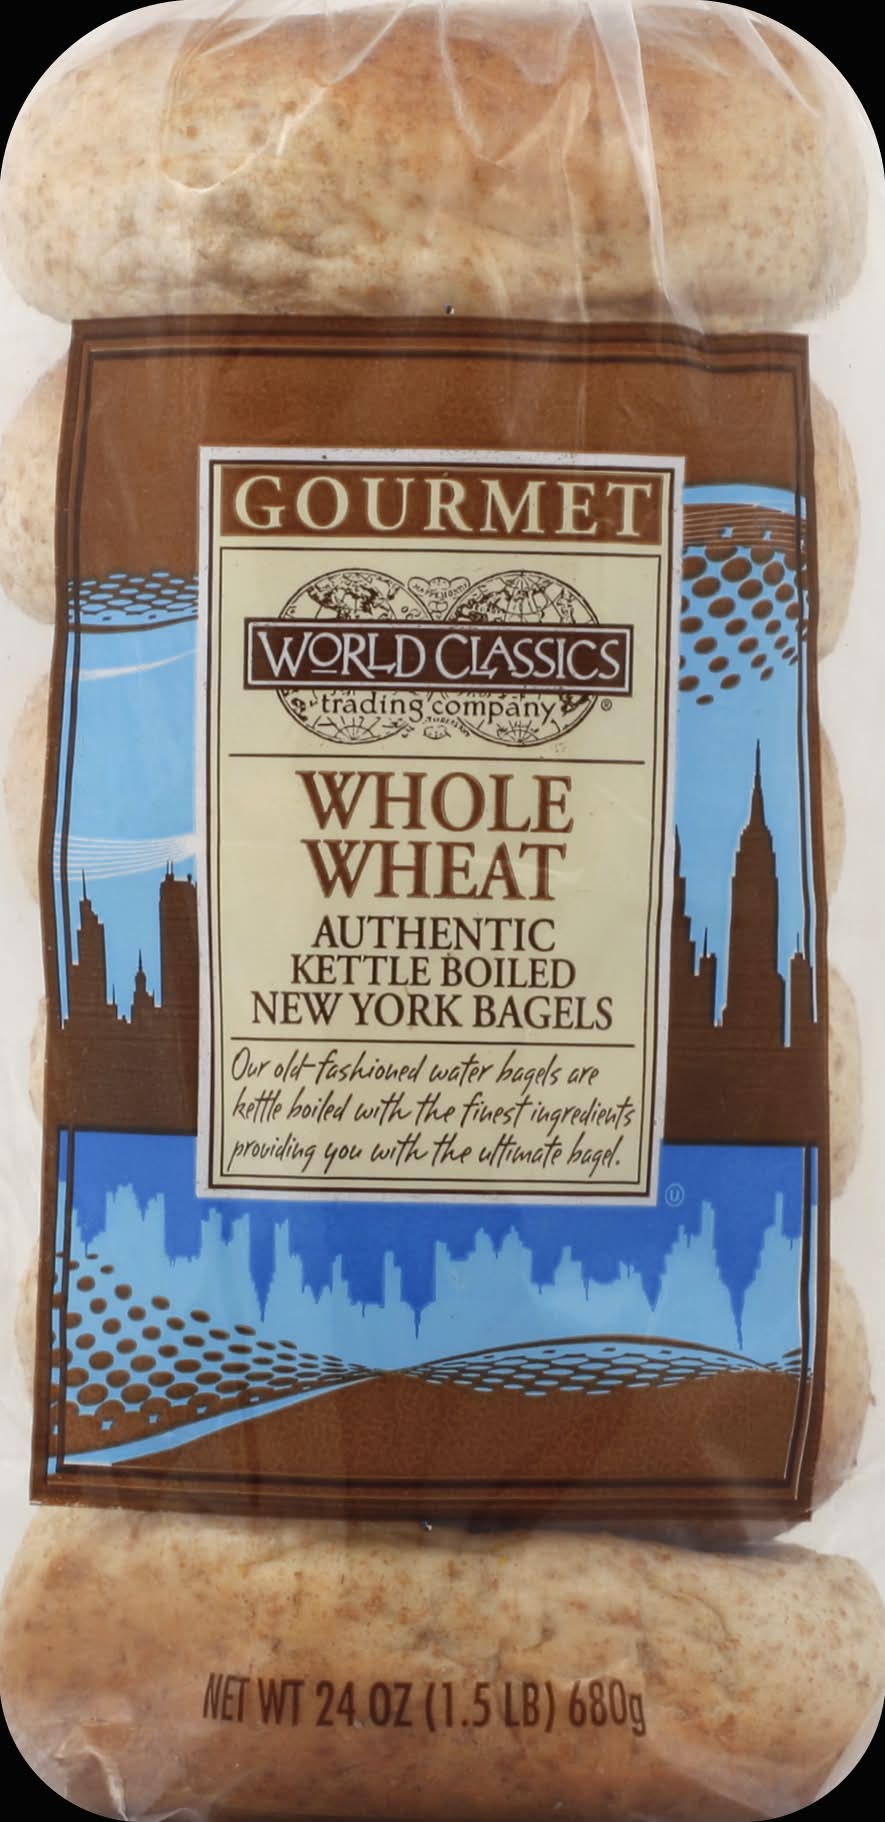 GOURMET
WORLD CLASSICS
trading company ®
WHOLE
WHEAT
AUTHENTIC
KETTLE BOILED
NEW YORK BAGELS
Our old-fashioned water bagels are
kettle boiled with the finest ingredients
providing you with the ultimate bagel.
U
NET WT 24 OZ (1.5 LB) 680g